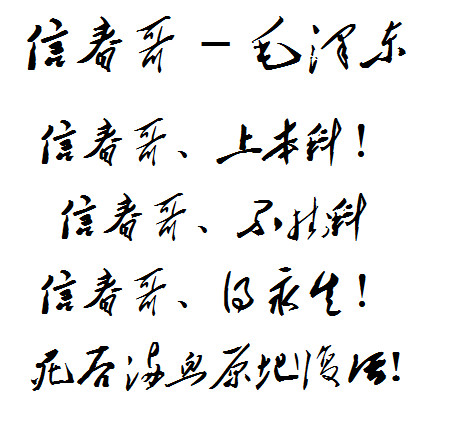 信春哥－毛泽东
信春哥、上本科！
信春哥、不挂科
信春哥、得永生！
死否满血原地复活!